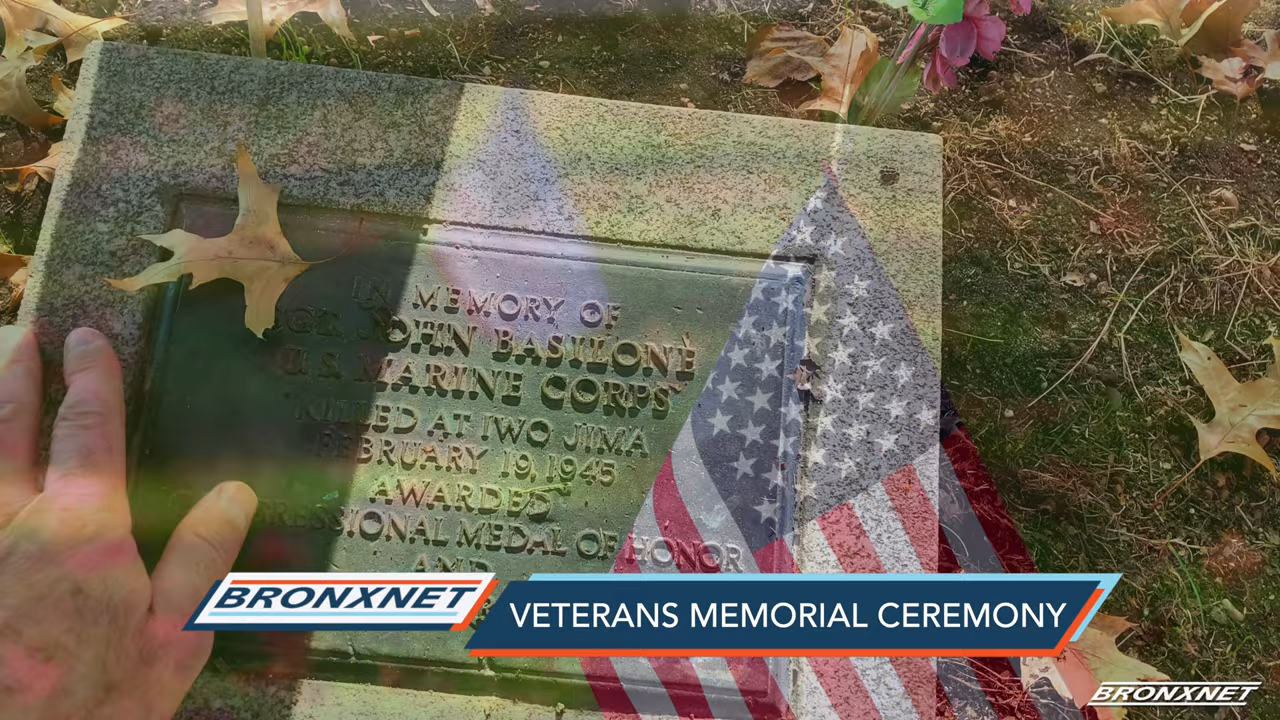 IN MEMORY OF
SGT. JOHN BASILONE
U.S. MARINE CORPS
KILLED AT IWO JIMA
FEBRUARY 19, 1945
AWARDED
CONGRESSIONAL MEDAL OF HONOR
AND
BRONXNET
VETERANS MEMORIAL CEREMONY
BRONXNET